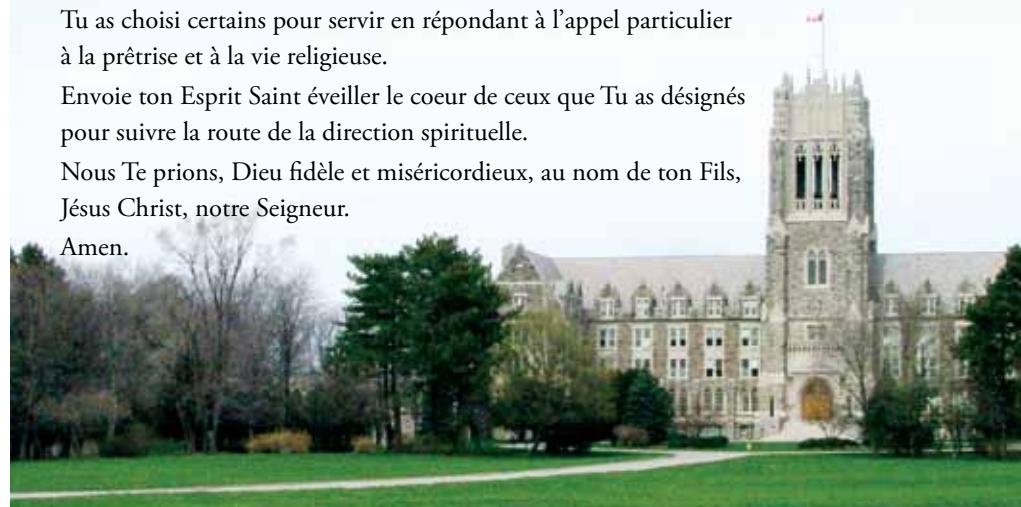 Tu as choisi certains pour servir en répondant à l’appel particulier
à la prêtrise et à la vie religieuse.
Envoie ton Esprit Saint éveiller le coeur de ceux que Tu as désignés
pour suivre la route de la direction spirituelle.
Nous Te prions, Dieu fidèle et miséricordieux, au nom de ton Fils,
Jésus Christ, notre Seigneur.
Amen.